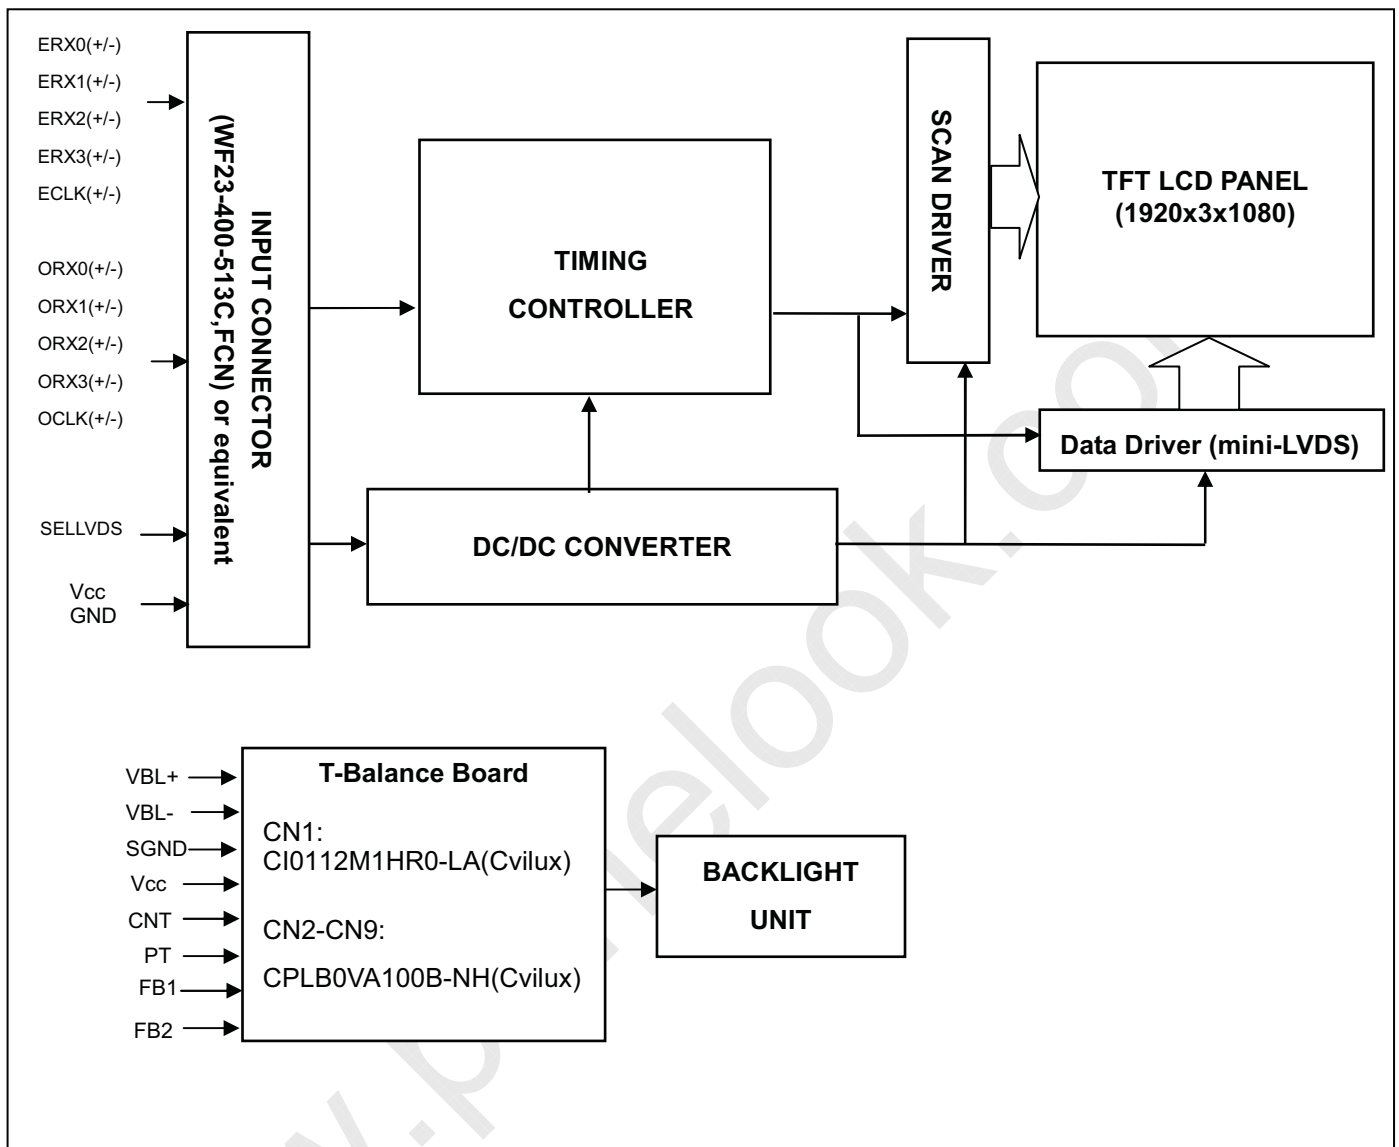 ERX0(+/-)
ERX1(+/-)
ERX2(+/-)
ERX3(+/-)
ECLK(+/-)
ORX0(+/-)
ORX1(+/-)
ORX2(+/-)
ORX3(+/-)
OCLK(+/-)
SELLVDS
Vcc
GND
INPUT CONNECTOR
(WF23-400-513C,FCN) or equivalent
TIMING
CONTROLLER
DC/DC CONVERTER
SCAN DRIVER
TFT LCD PANEL
(1920x3x1080)
Data Driver (mini-LVDS)
VBL+
VBL-
SGND
Vcc
CNT
PT
FB1
FB2
T-Balance Board
CN1:
CI0112M1HR0-LA(Cvilux)
CN2-CN9:
CPLB0VA100B-NH(Cvilux)
BACKLIGHT
UNIT